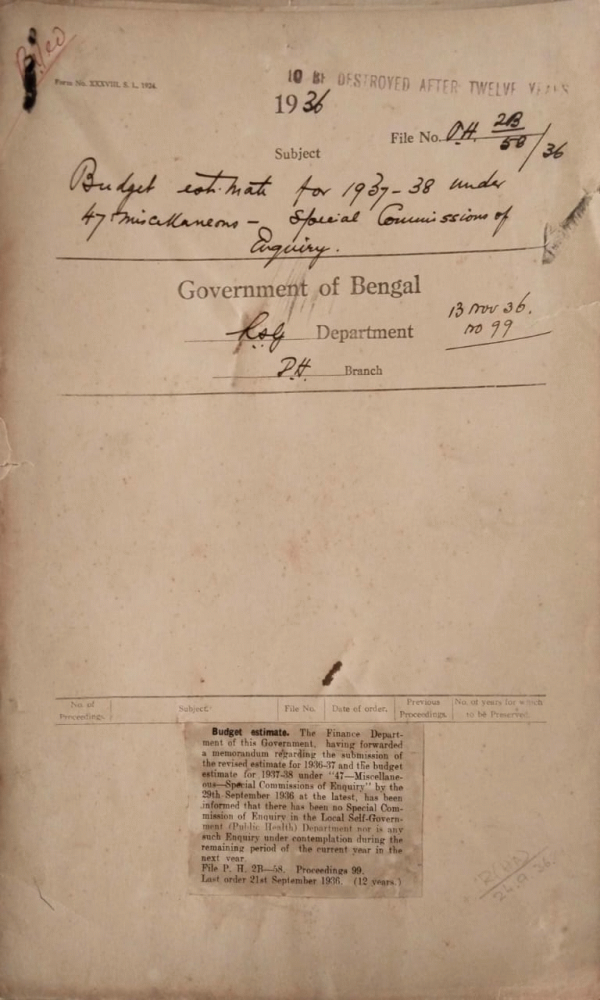 Form No. XXXVIII, S. L., 1924.
TO BE DESTROYED AFTER TWELVE YEARS
1936
File No. P.H. 2B/50/36
Subject
Budget estimate for 1937-38 under
47 miscellaneous - Special Commissions of
Enquiry.
Government of Bengal
Department
13 Nov 36.
no 99
P.H. Branch
No. of Proceedings. Subject. File No. Date of order. Previous Proceedings. No. of years for which to be Preserved.
Budget estimate. The Finance Depart-
ment of this Government, having forwarded
a memorandum regarding the submission of
the revised estimate for 1936-37 and the budget
estimate for 1937-38 under "47—Miscellane-
ous—Special Commissions of Enquiry" by the
29th September 1936 at the latest, has been
informed that there has been no Special Com-
mission of Enquiry in the Local Self-Govern-
ment (Public Health) Department nor is any
such Enquiry under contemplation during the
remaining period of the current year in the
next year.
File P. H. 2B—58. Proceedings 99.
Last order 21st September 1936. (12 years.)